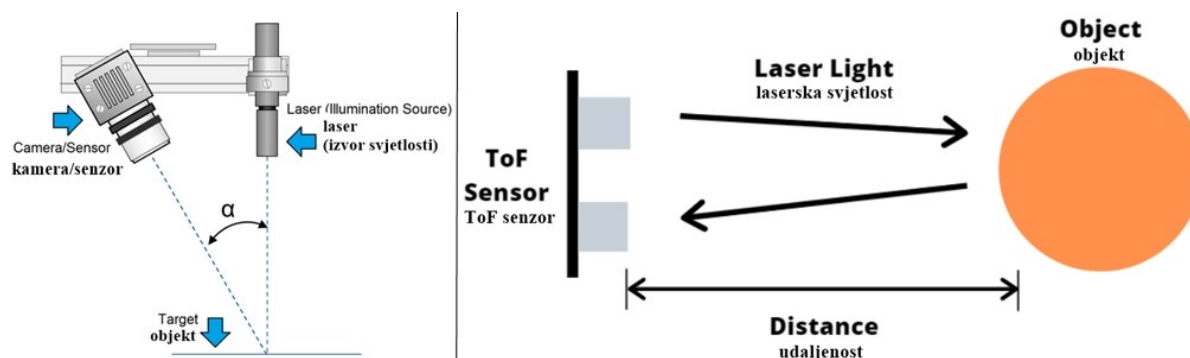 Laser (Illumination Source)
laser
(izvor svjetlosti)
Camera/Sensor
kamera/senzor
α
Target
objekt
Object
objekt
Laser Light
laserska svjetlost
ToF
Sensor
ToF senzor
Distance
udaljenost